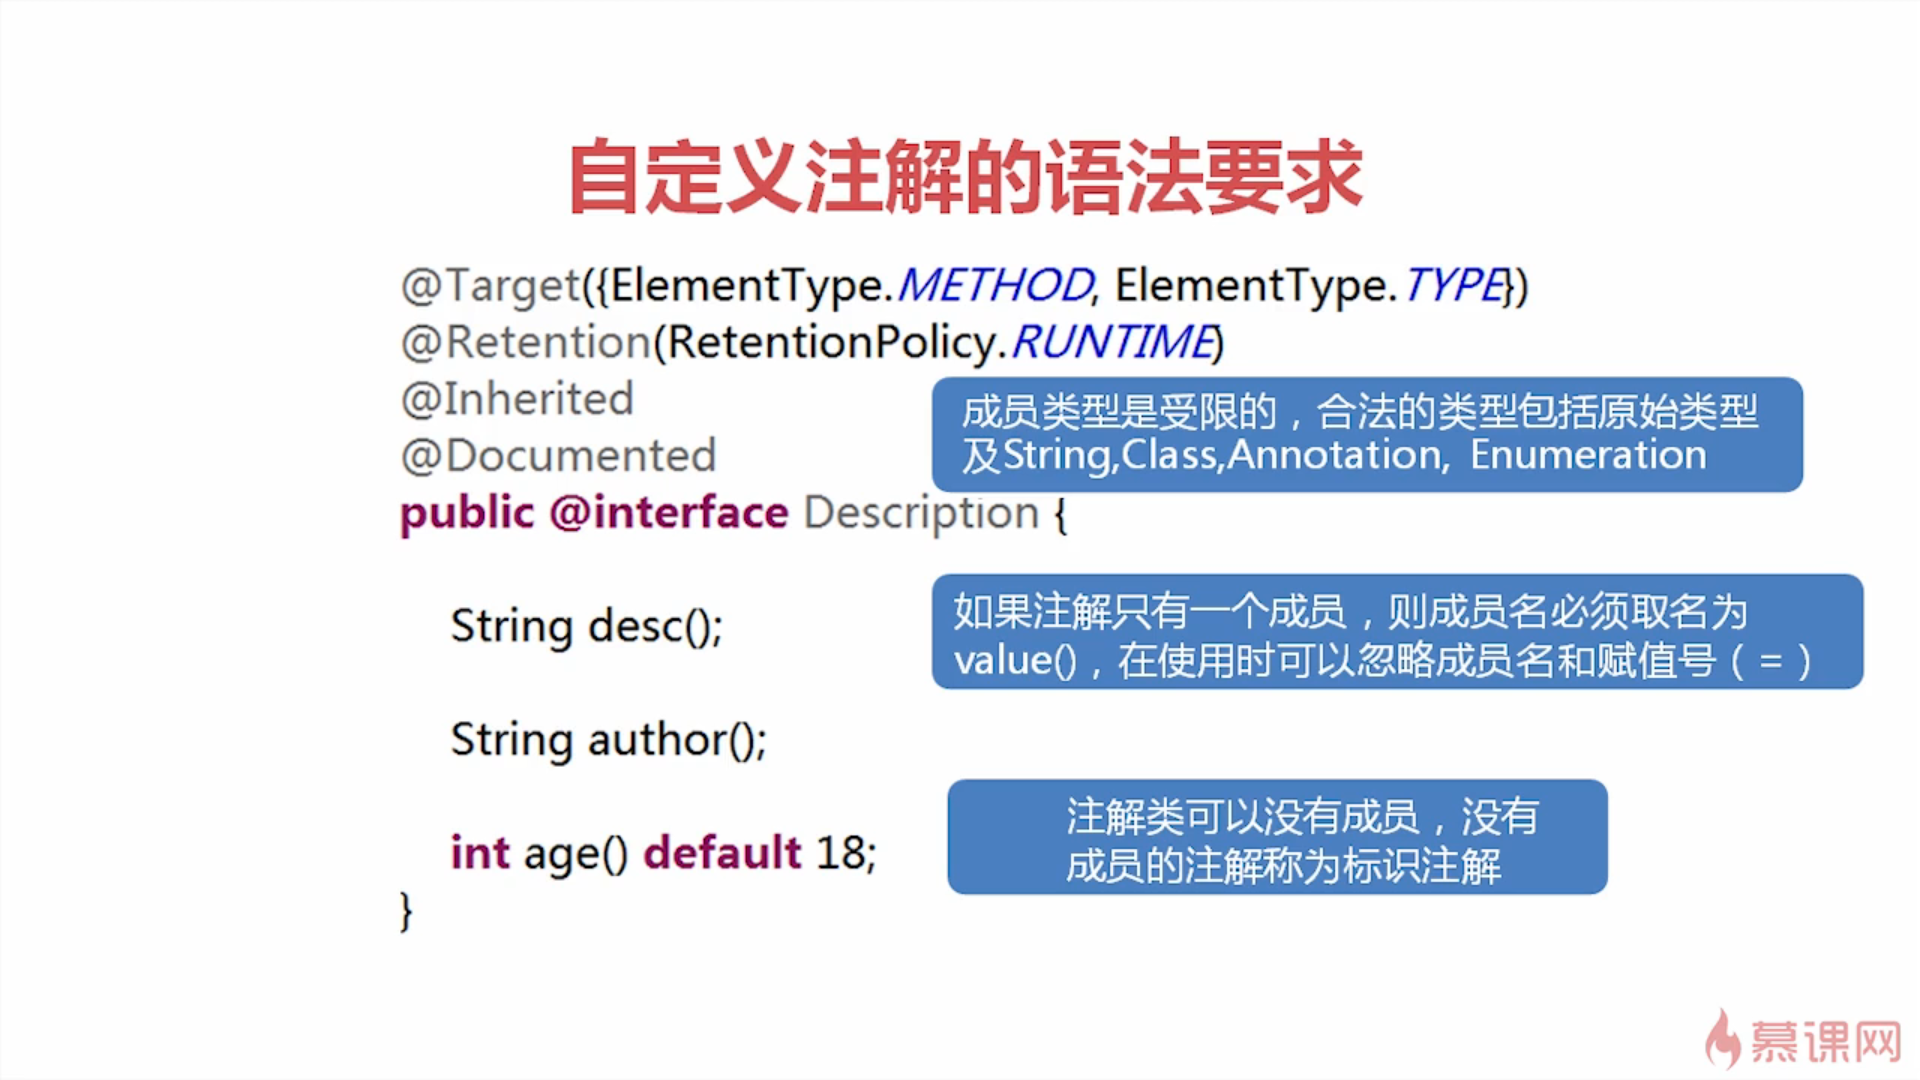 自定义注解的语法要求
@Target({ElementType.METHOD, ElementType.TYPE})
@Retention(RetentionPolicy.RUNTIME)
@Inherited
@Documented
成员类型是受限的，合法的类型包括原始类型
及String,Class,Annotation, Enumeration
public @interface Description {
String desc();
如果注解只有一个成员，则成员名必须取名为
value()，在使用时可以忽略成员名和赋值号（=）
String author();
int age() default 18;
注解类可以没有成员，没有
成员的注解称为标识注解
}
慕课网